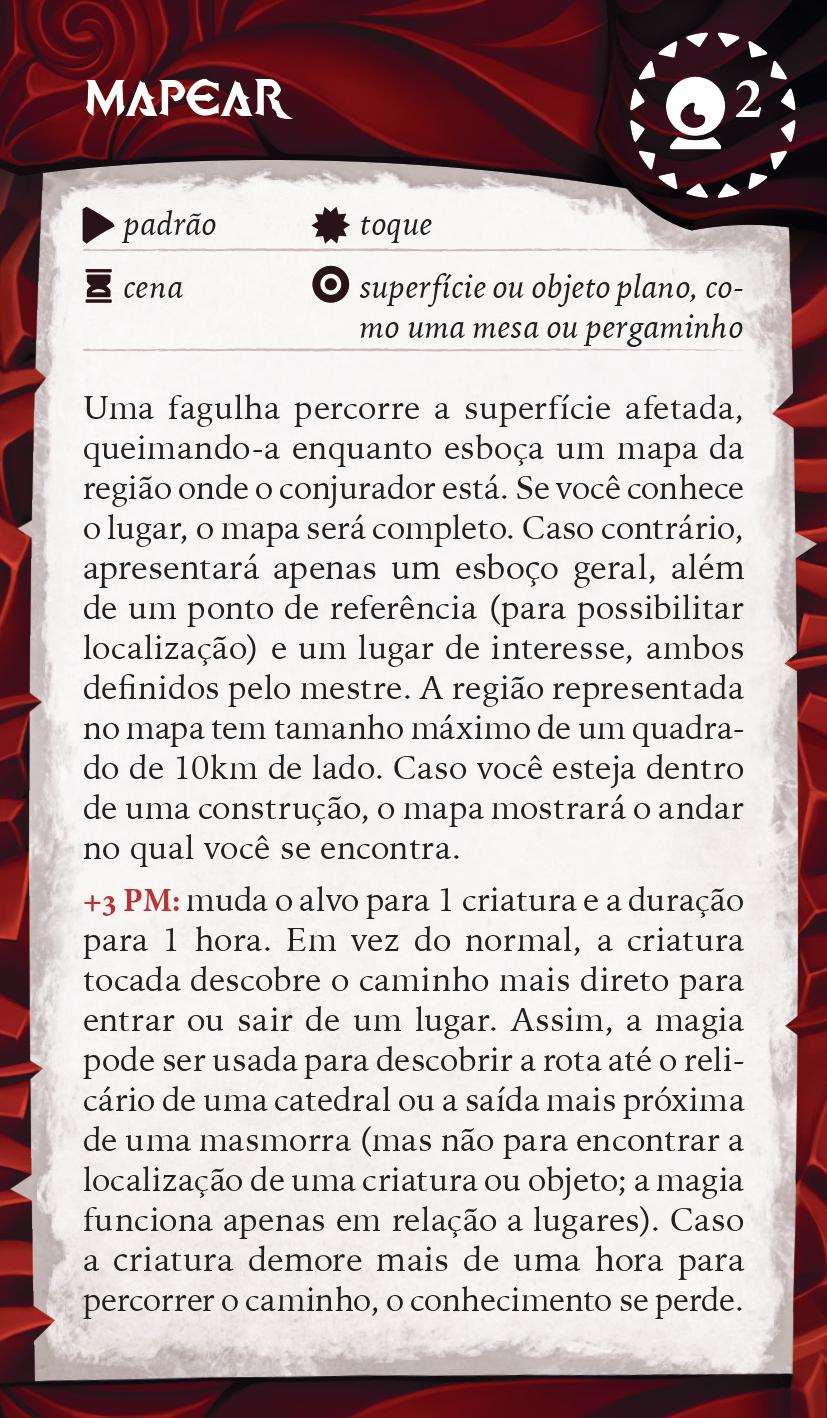 MAPEAR
2
padrão
toque
cena
superfície ou objeto plano, co-
mo uma mesa ou pergaminho
Uma fagulha percorre a superfície afetada,
queimando-a enquanto esboça um mapa da
região onde o conjurador está. Se você conhece
o lugar, o mapa será completo. Caso contrário,
apresentará apenas um esboço geral, além
de um ponto de referência (para possibilitar
localização) e um lugar de interesse, ambos
definidos pelo mestre. A região representada
no mapa tem tamanho máximo de um quadra-
do de 10km de lado. Caso você esteja dentro
de uma construção, o mapa mostrará o andar
no qual você se encontra.
+3 PM: muda o alvo para 1 criatura e a duração
para 1 hora. Em vez do normal, a criatura
tocada descobre o caminho mais direto para
entrar ou sair de um lugar. Assim, a magia
pode ser usada para descobrir a rota até o reli-
cário de uma catedral ou a saída mais próxima
de uma masmorra (mas não para encontrar a
localização de uma criatura ou objeto; a magia
funciona apenas em relação a lugares). Caso
a criatura demore mais de uma hora para
percorrer o caminho, o conhecimento se perde.